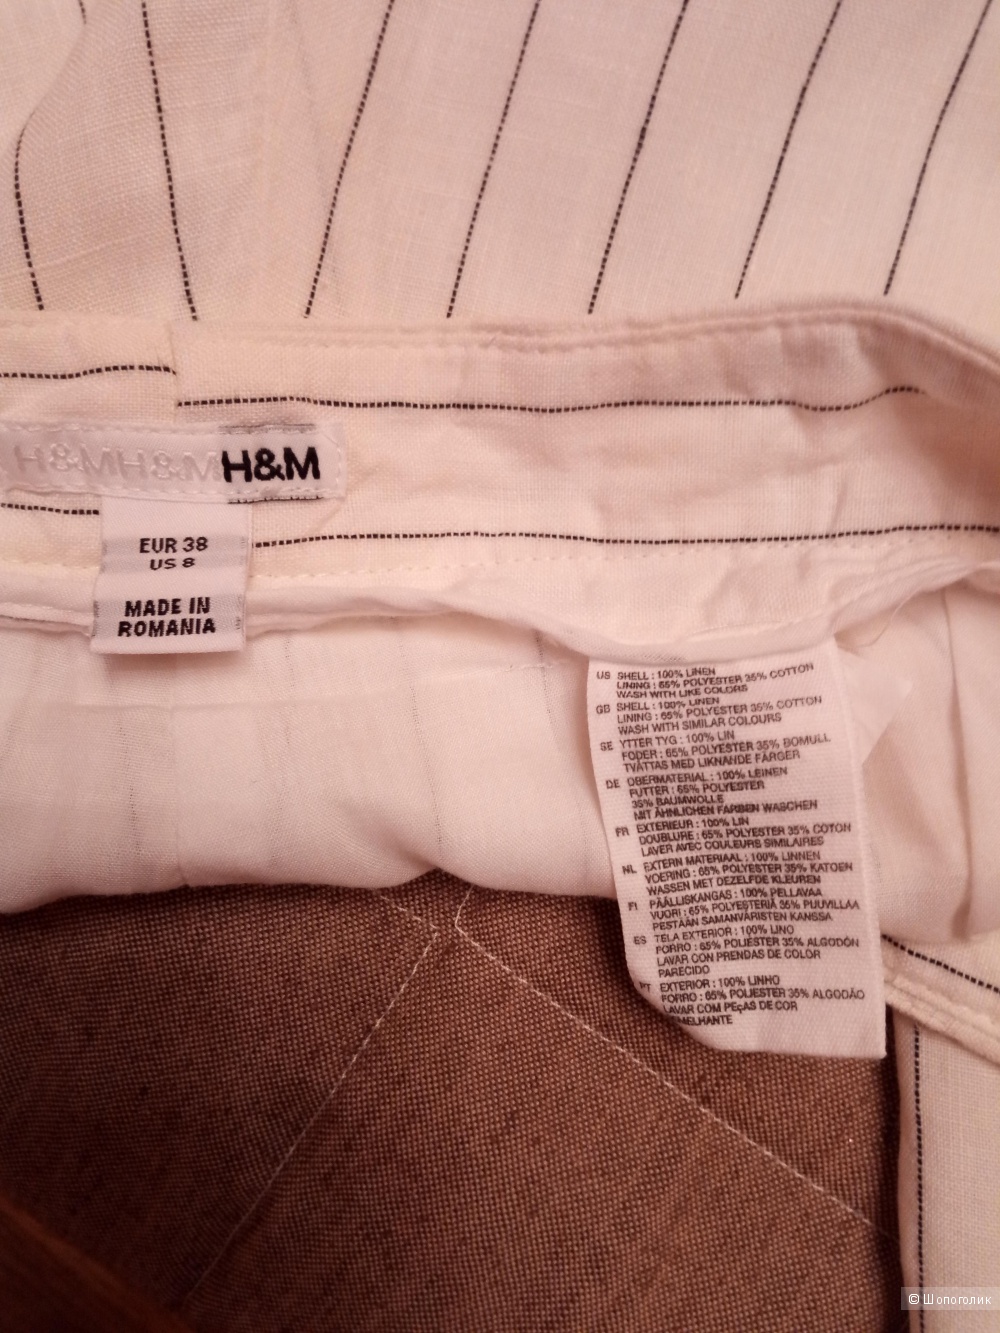 H&MH&MH&M
EUR 38
US 8
MADE IN
ROMANIA
US SHELL : 100% LINEN
LINING : 65% POLYESTER 35% COTTON
WASH WITH LIKE COLORS
GB SHELL : 100% LINEN
LINING : 65% POLYESTER 35% COTTON
WASH WITH SIMILAR COLOURS
SE YTTER TYG : 100% LIN
FODER : 65% POLYESTER 35% BOMULL
TVÄTTAS MED LIKNANDE FÄRGER
DE OBERMATERIAL : 100% LEINEN
FUTTER : 65% POLYESTER
35% BAUMWOLLE
MIT ÄHNLICHEN FARBEN WASCHEN
FR EXTERIEUR : 100% LIN
DOUBLURE : 65% POLYESTER 35% COTON
LAVER AVEC COULEURS SIMILAIRES
NL EXTERN MATERIAAL : 100% LINNEN
VOERING : 65% POLYESTER 35% KATOEN
WASSEN MET DEZELFDE KLEUREN
FI PÄÄLLISKANGAS : 100% PELLAVAA
VUORI : 65% POLYESTERIÄ 35% PUUVILLAA
PESTÄÄN SAMANVÄRISTEN KANSSA
ES TELA EXTERIOR : 100% LINO
FORRO : 65% POLIESTER 35% ALGODÓN
LAVAR CON PRENDAS DE COLOR
PARECIDO
PT EXTERIOR : 100% LINHO
FORRO : 65% POLIESTER 35% ALGODÃO
LAVAR COM PEçAS DE COR
SEMELHANTE
© Шопоголик